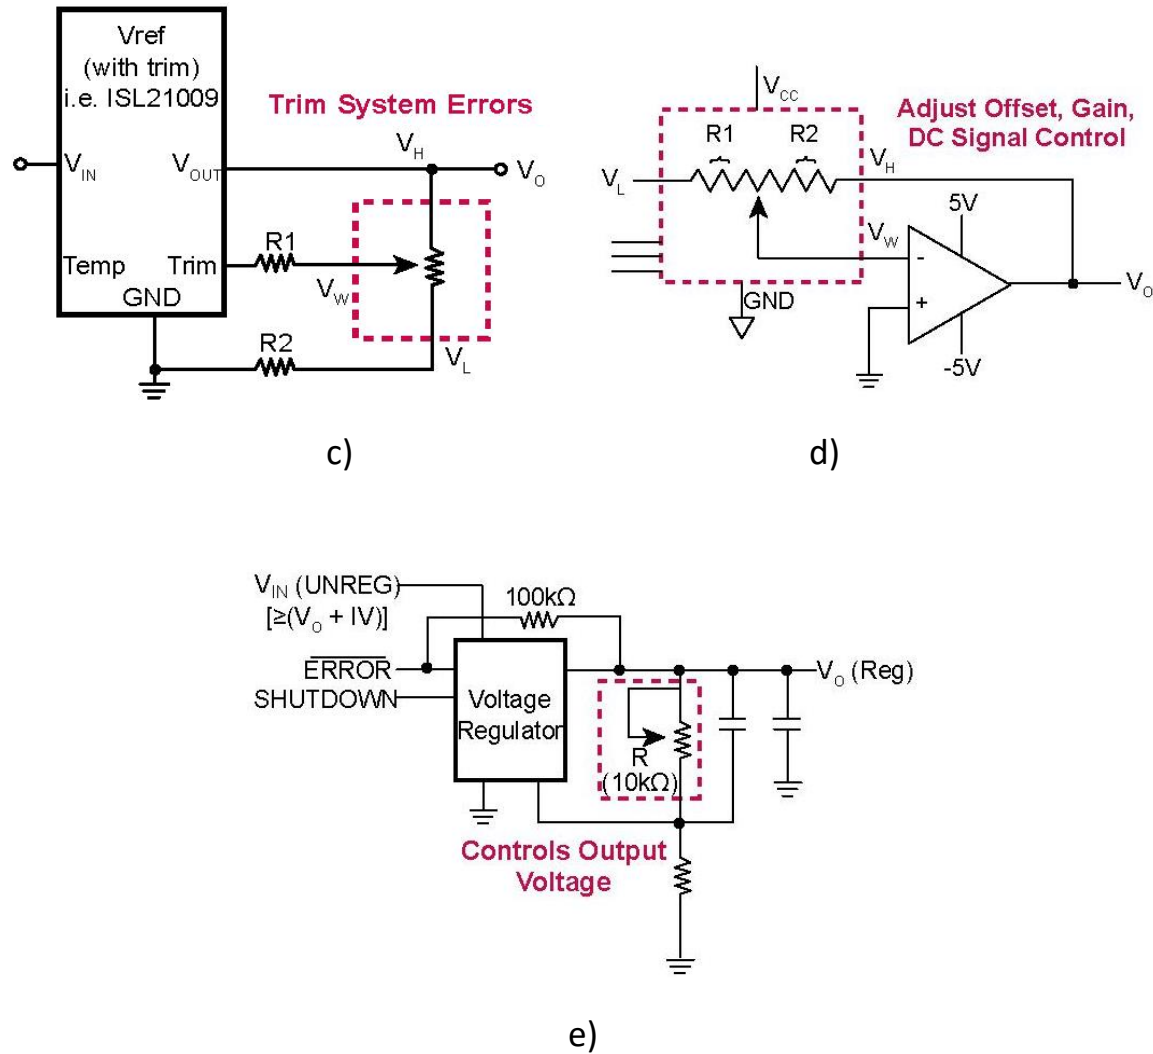 Vref
(with trim)
i.e. ISL21009
Trim System Errors
V_H
V_IN
V_OUT
V_O
R1
Temp
Trim
V_W
GND
R2
V_L
c)
V_CC
Adjust Offset, Gain,
DC Signal Control
R1
R2
V_H
V_L
5V
V_W
-
+
V_O
GND
-5V
d)
V_IN (UNREG)
[≥(V_O + IV)]
100kΩ
ERROR
SHUTDOWN
Voltage
Regulator
V_O (Reg)
R
(10kΩ)
Controls Output
Voltage
e)